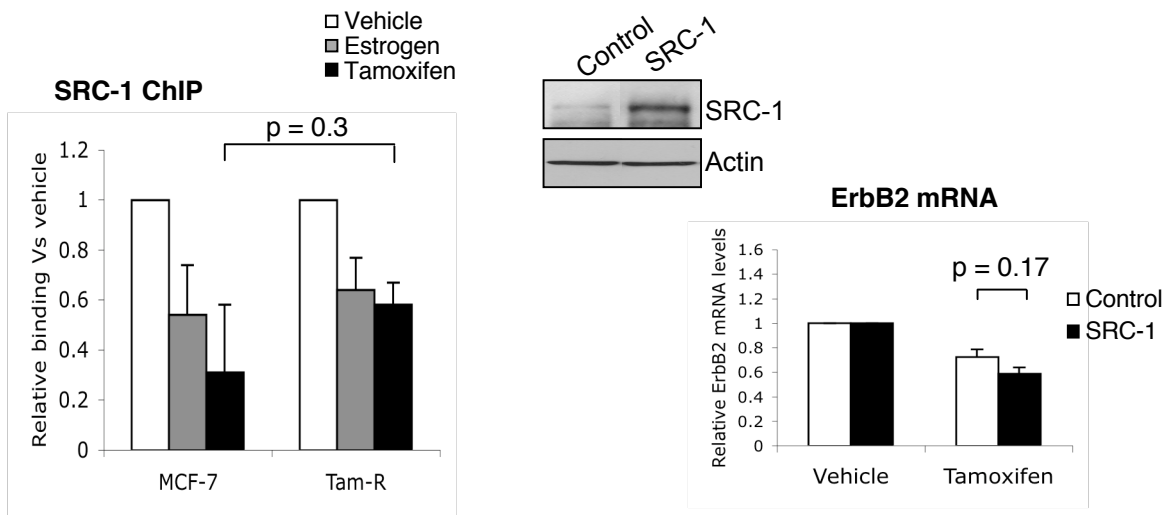 Vehicle
Estrogen
Tamoxifen
SRC-1 ChIP
p = 0.3
Relative binding Vs vehicle
1.2
1
0.8
0.6
0.4
0.2
0
MCF-7
Tam-R
Control
SRC-1
SRC-1
Actin
ErbB2 mRNA
p = 0.17
Relative ErbB2 mRNA levels
1.6
1.4
1.2
1
0.8
0.6
0.4
0.2
0
Vehicle
Tamoxifen
Control
SRC-1